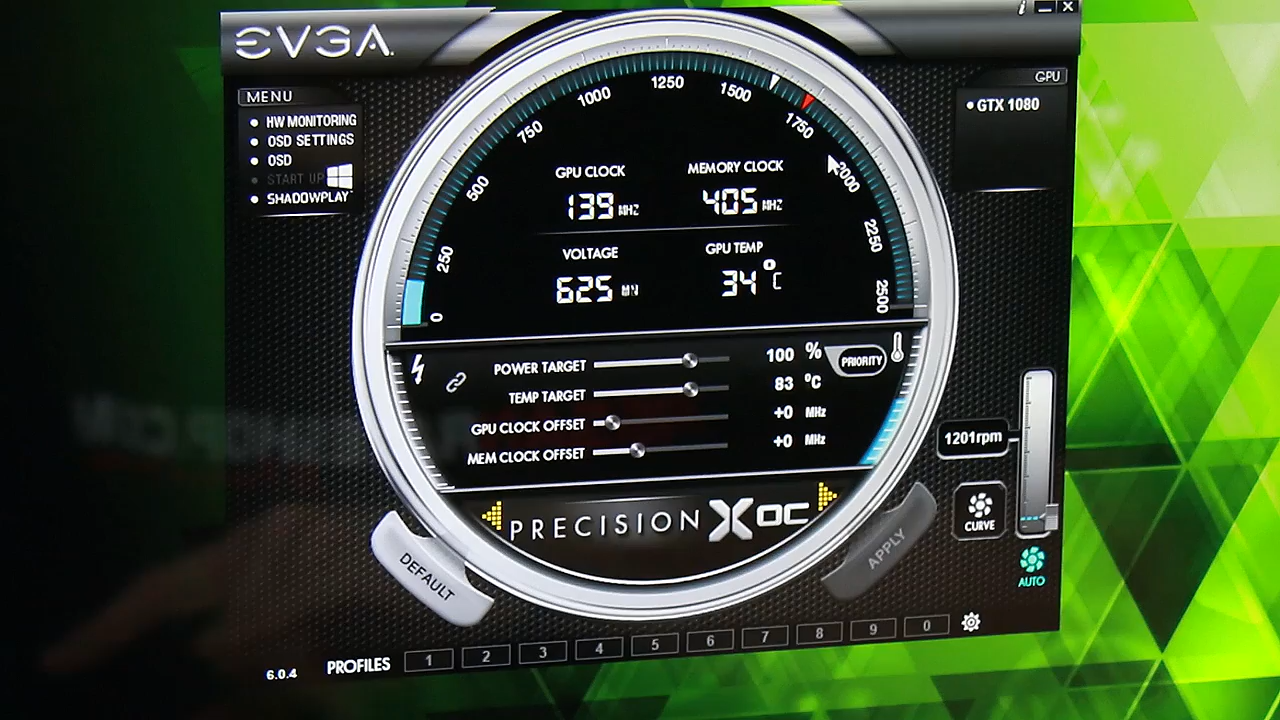 EVGA
i
MENU
HW MONITORING
OSD SETTINGS
OSD
START UP
SHADOWPLAY
GPU
GTX 1080
0
250
500
750
1000
1250
1500
1750
2000
2250
2500
GPU CLOCK
139 MHZ
MEMORY CLOCK
405 MHZ
VOLTAGE
625
GPU TEMP
34°C
POWER TARGET 100 %
PRIORITY
TEMP TARGET 83 °C
GPU CLOCK OFFSET +0 MHz
MEM CLOCK OFFSET +0 MHz
PRECISION XOC
DEFAULT
APPLY
1201rpm
CURVE
AUTO
6.0.4
PROFILES 1 2 3 4 5 6 7 8 9 0